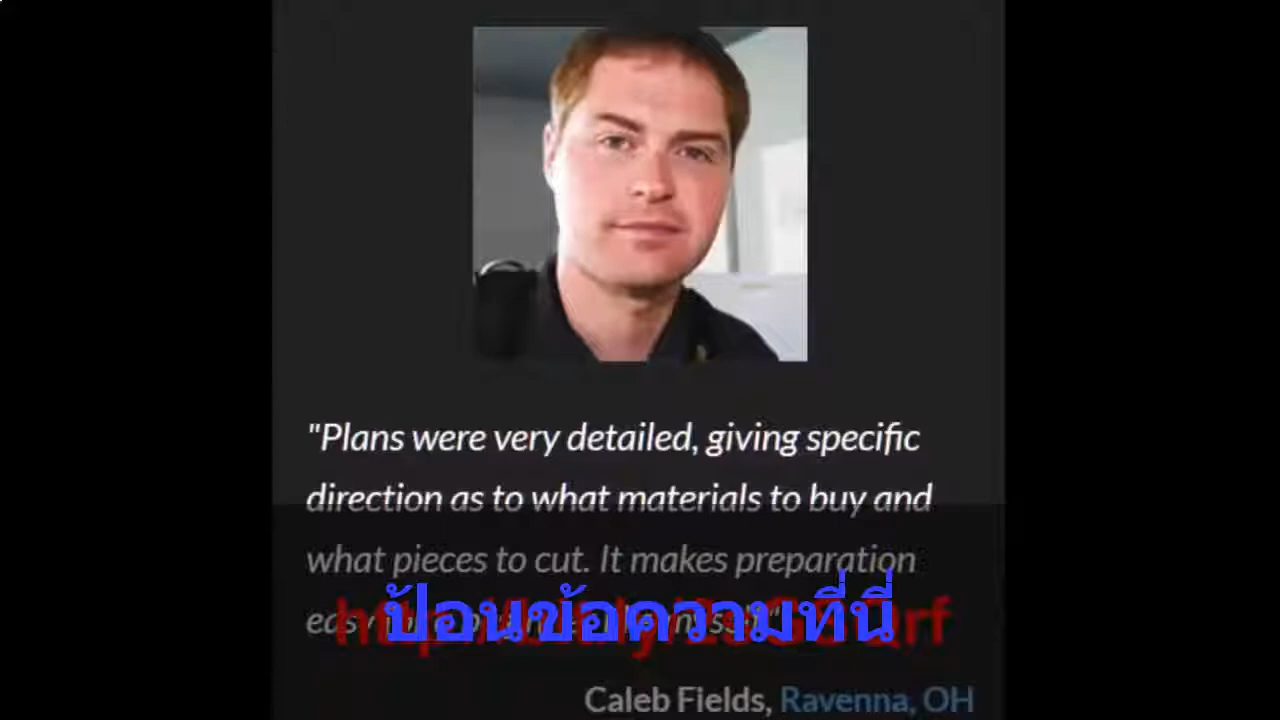 "Plans were very detailed, giving specific
direction as to what materials to buy and
what pieces to cut. It makes preparation
ป้อนข้อความที่นี่
Caleb Fields, Ravenna, OH